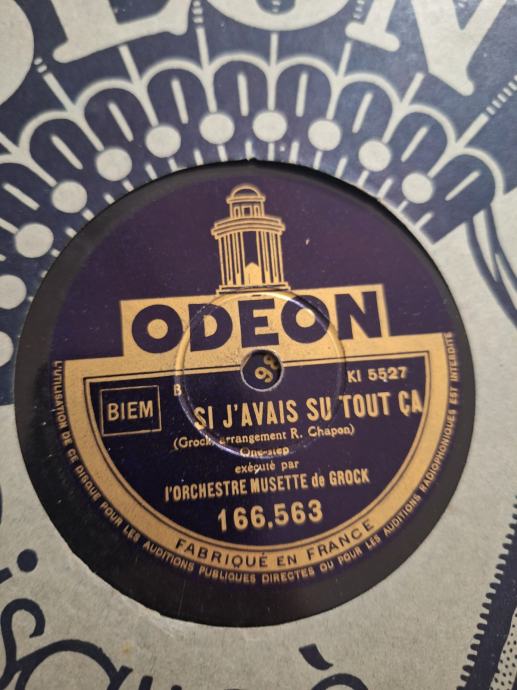 ODEON
98
BIEM
B
KI 5527
SI J'AVAIS SU TOUT ÇA
(Grock, arrangement R. Chapon)
One-step
exécuté par
l'ORCHESTRE MUSETTE de GROCK
166.563
FABRIQUÉ EN FRANCE
L'UTILISATION DE CE DISQUE POUR LES AUDITIONS PUBLIQUES DIRECTES OU POUR LES AUDITIONS RADIOPHONIQUES EST INTERDITE